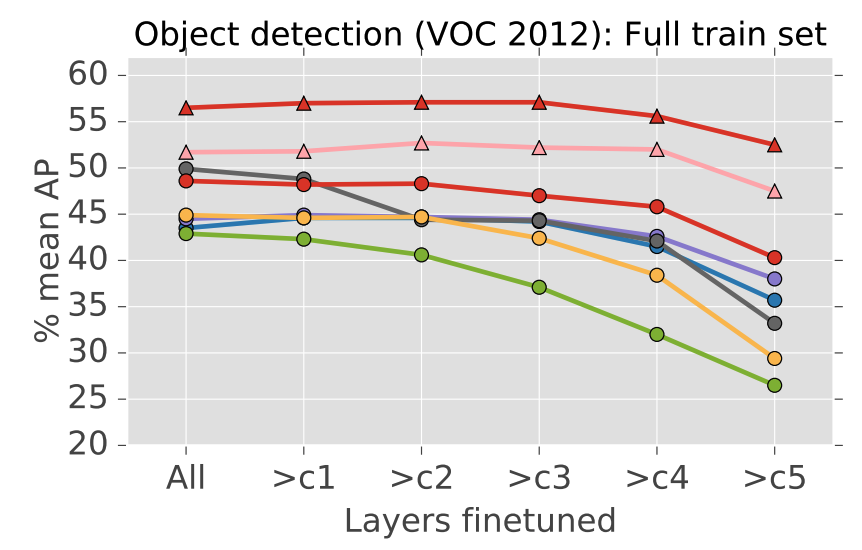 Object detection (VOC 2012): Full train set
% mean AP
60
55
50
45
40
35
30
25
20
All >c1 >c2 >c3 >c4 >c5
Layers finetuned